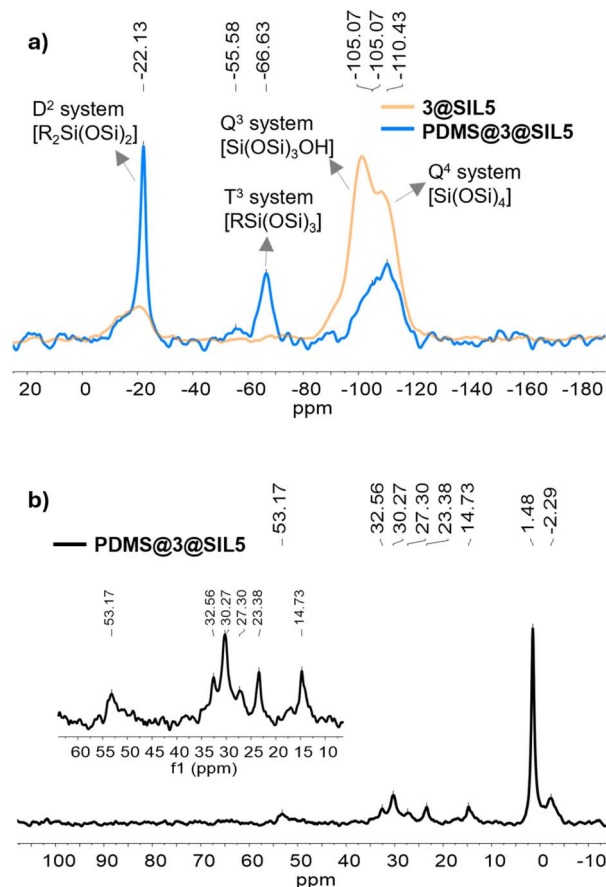 a)
-22.13
-55.58
-66.63
-105.07
-105.07
-110.43
3@SIL5
PDMS@3@SIL5
D² system
[R₂Si(OSi)₂]
Q³ system
[Si(OSi)₃OH]
Q⁴ system
[Si(OSi)₄]
T³ system
[RSi(OSi)₃]
20 0 -20 -40 -60 -80 -100 -120 -140 -160 -180
ppm
b)
53.17
32.56
30.27
27.30
23.38
14.73
1.48
-2.29
PDMS@3@SIL5
53.17
32.56
30.27
27.30
23.38
14.73
60 55 50 45 40 35 30 25 20 15 10
f1 (ppm)
100 90 80 70 60 50 40 30 20 10 0 -10
ppm